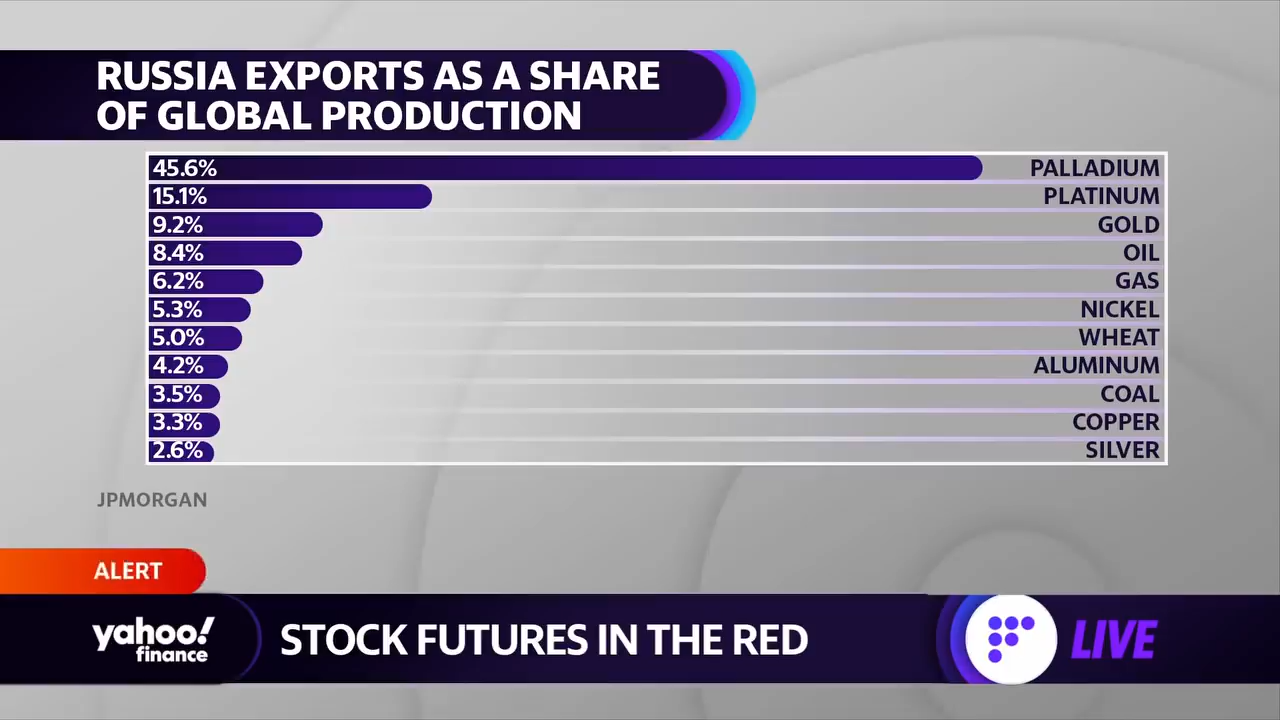 RUSSIA EXPORTS AS A SHARE
OF GLOBAL PRODUCTION
45.6% PALLADIUM
15.1% PLATINUM
9.2% GOLD
8.4% OIL
6.2% GAS
5.3% NICKEL
5.0% WHEAT
4.2% ALUMINUM
3.5% COAL
3.3% COPPER
2.6% SILVER
JPMORGAN
ALERT
yahoo!
finance
STOCK FUTURES IN THE RED
LIVE